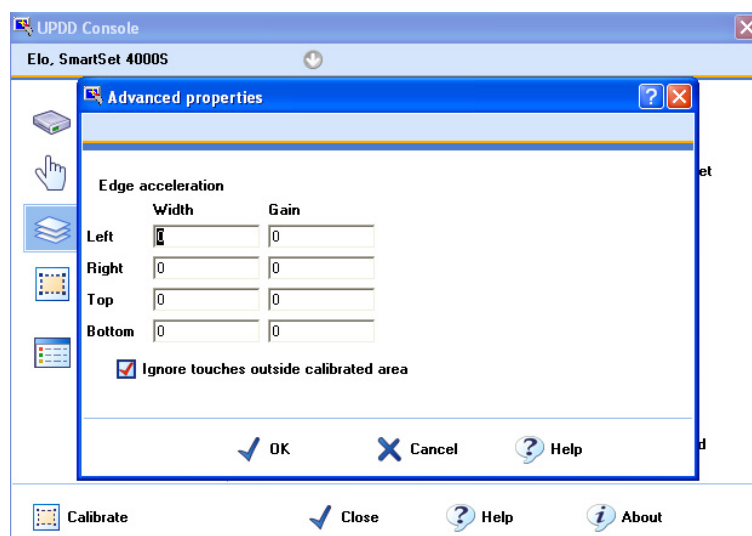 UPDD Console
Elo, SmartSet 4000S
Advanced properties
et
Edge acceleration
Width Gain
Left 0 0
Right 0 0
Top 0 0
Bottom 0 0
Ignore touches outside calibrated area
OK Cancel Help
d
Calibrate Close Help About